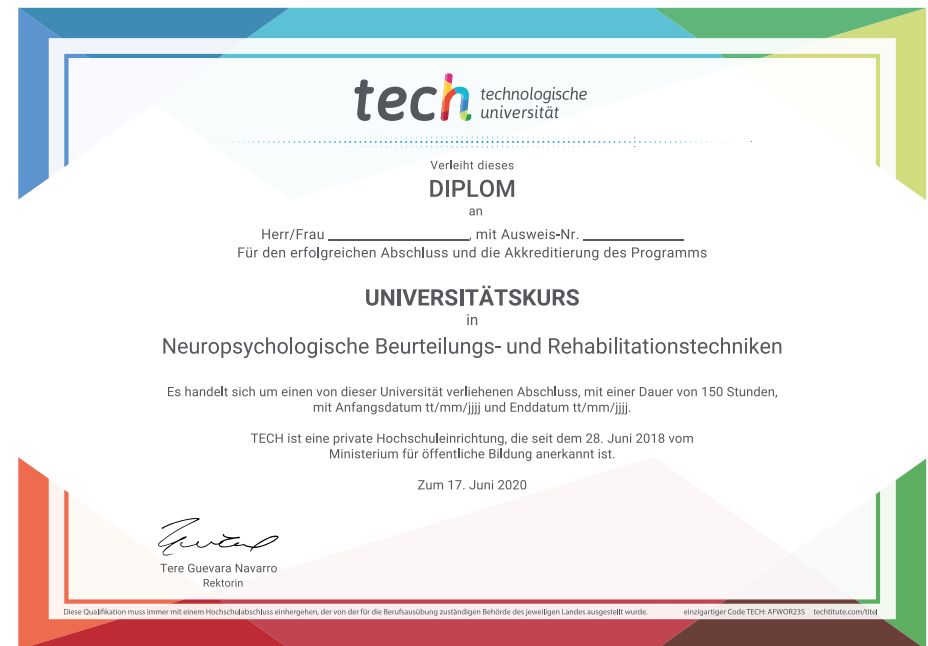 tech technologische
universität
Verleiht dieses
DIPLOM
an
Herr/Frau ____________________, mit Ausweis-Nr. ______________
Für den erfolgreichen Abschluss und die Akkreditierung des Programms
UNIVERSITÄTSKURS
in
Neuropsychologische Beurteilungs- und Rehabilitationstechniken
Es handelt sich um einen von dieser Universität verliehenen Abschluss, mit einer Dauer von 150 Stunden,
mit Anfangsdatum tt/mm/jjjj und Enddatum tt/mm/jjjj.
TECH ist eine private Hochschuleinrichtung, die seit dem 28. Juni 2018 vom
Ministerium für öffentliche Bildung anerkannt ist.
Zum 17. Juni 2020
Tere Guevara Navarro
Rektorin
Diese Qualifikation muss immer mit einem Hochschulabschluss einhergehen, der von der für die Berufsausübung zuständigen Behörde des jeweiligen Landes ausgestellt wurde. einzigartiger Code TECH: AFWOR23S techtitute.com/titel